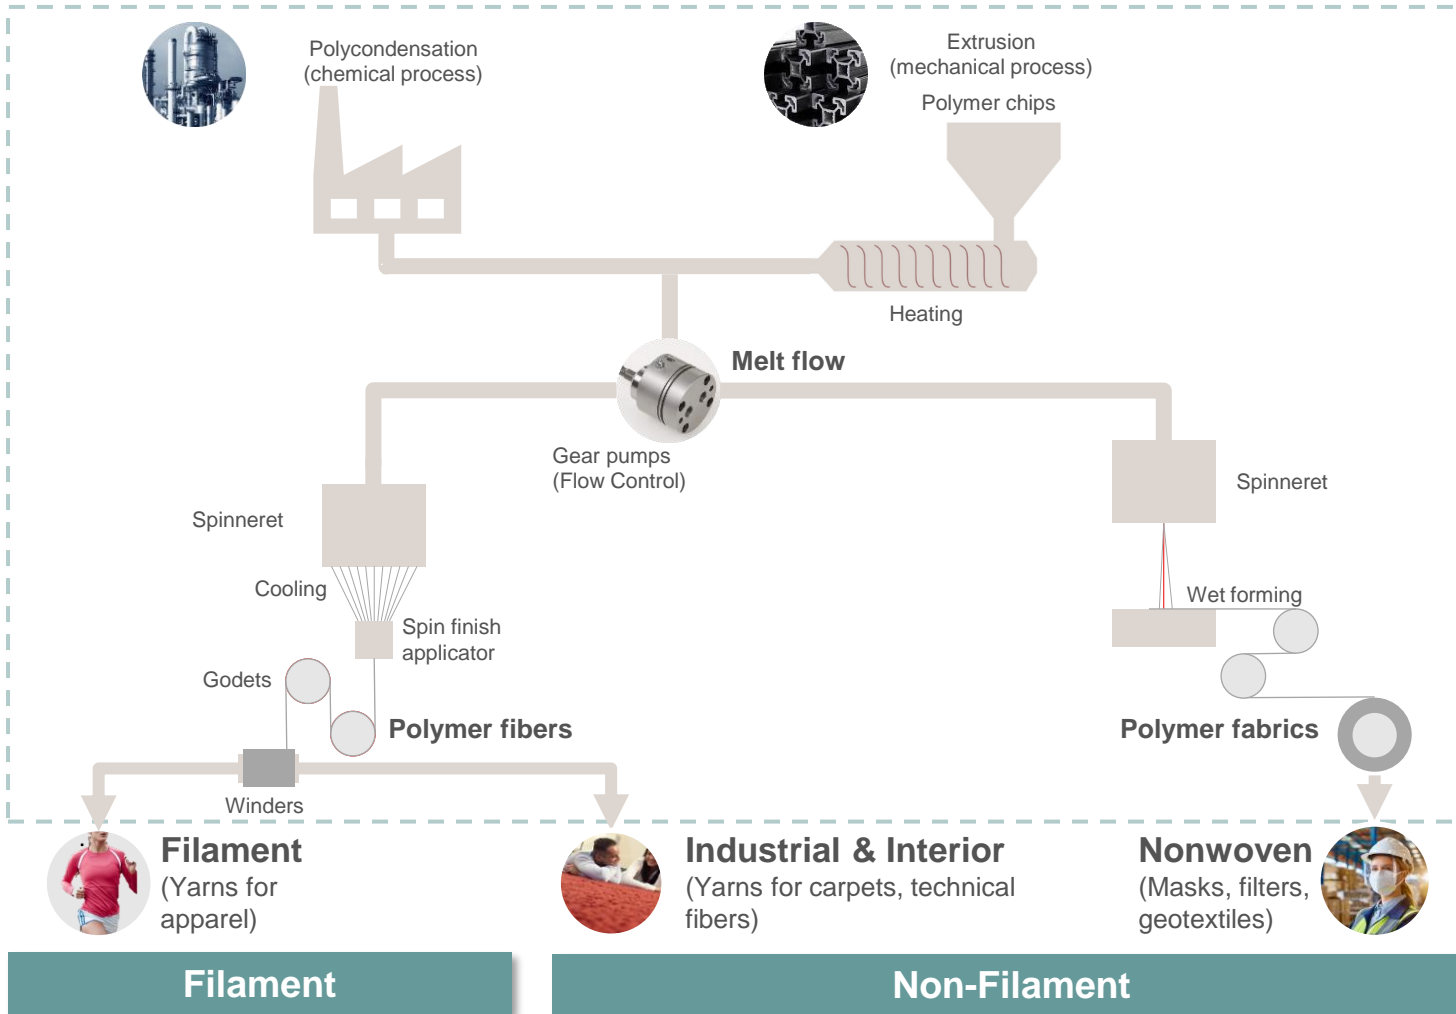 Polycondensation
(chemical process)
Extrusion
(mechanical process)
Polymer chips
Heating
Melt flow
Gear pumps
(Flow Control)
Spinneret
Cooling
Spin finish
applicator
Godets
Polymer fibers
Winders
Spinneret
Wet forming
Polymer fabrics
Filament
(Yarns for
apparel)
Industrial & Interior
(Yarns for carpets, technical
fibers)
Nonwoven
(Masks, filters,
geotextiles)
Filament
Non-Filament